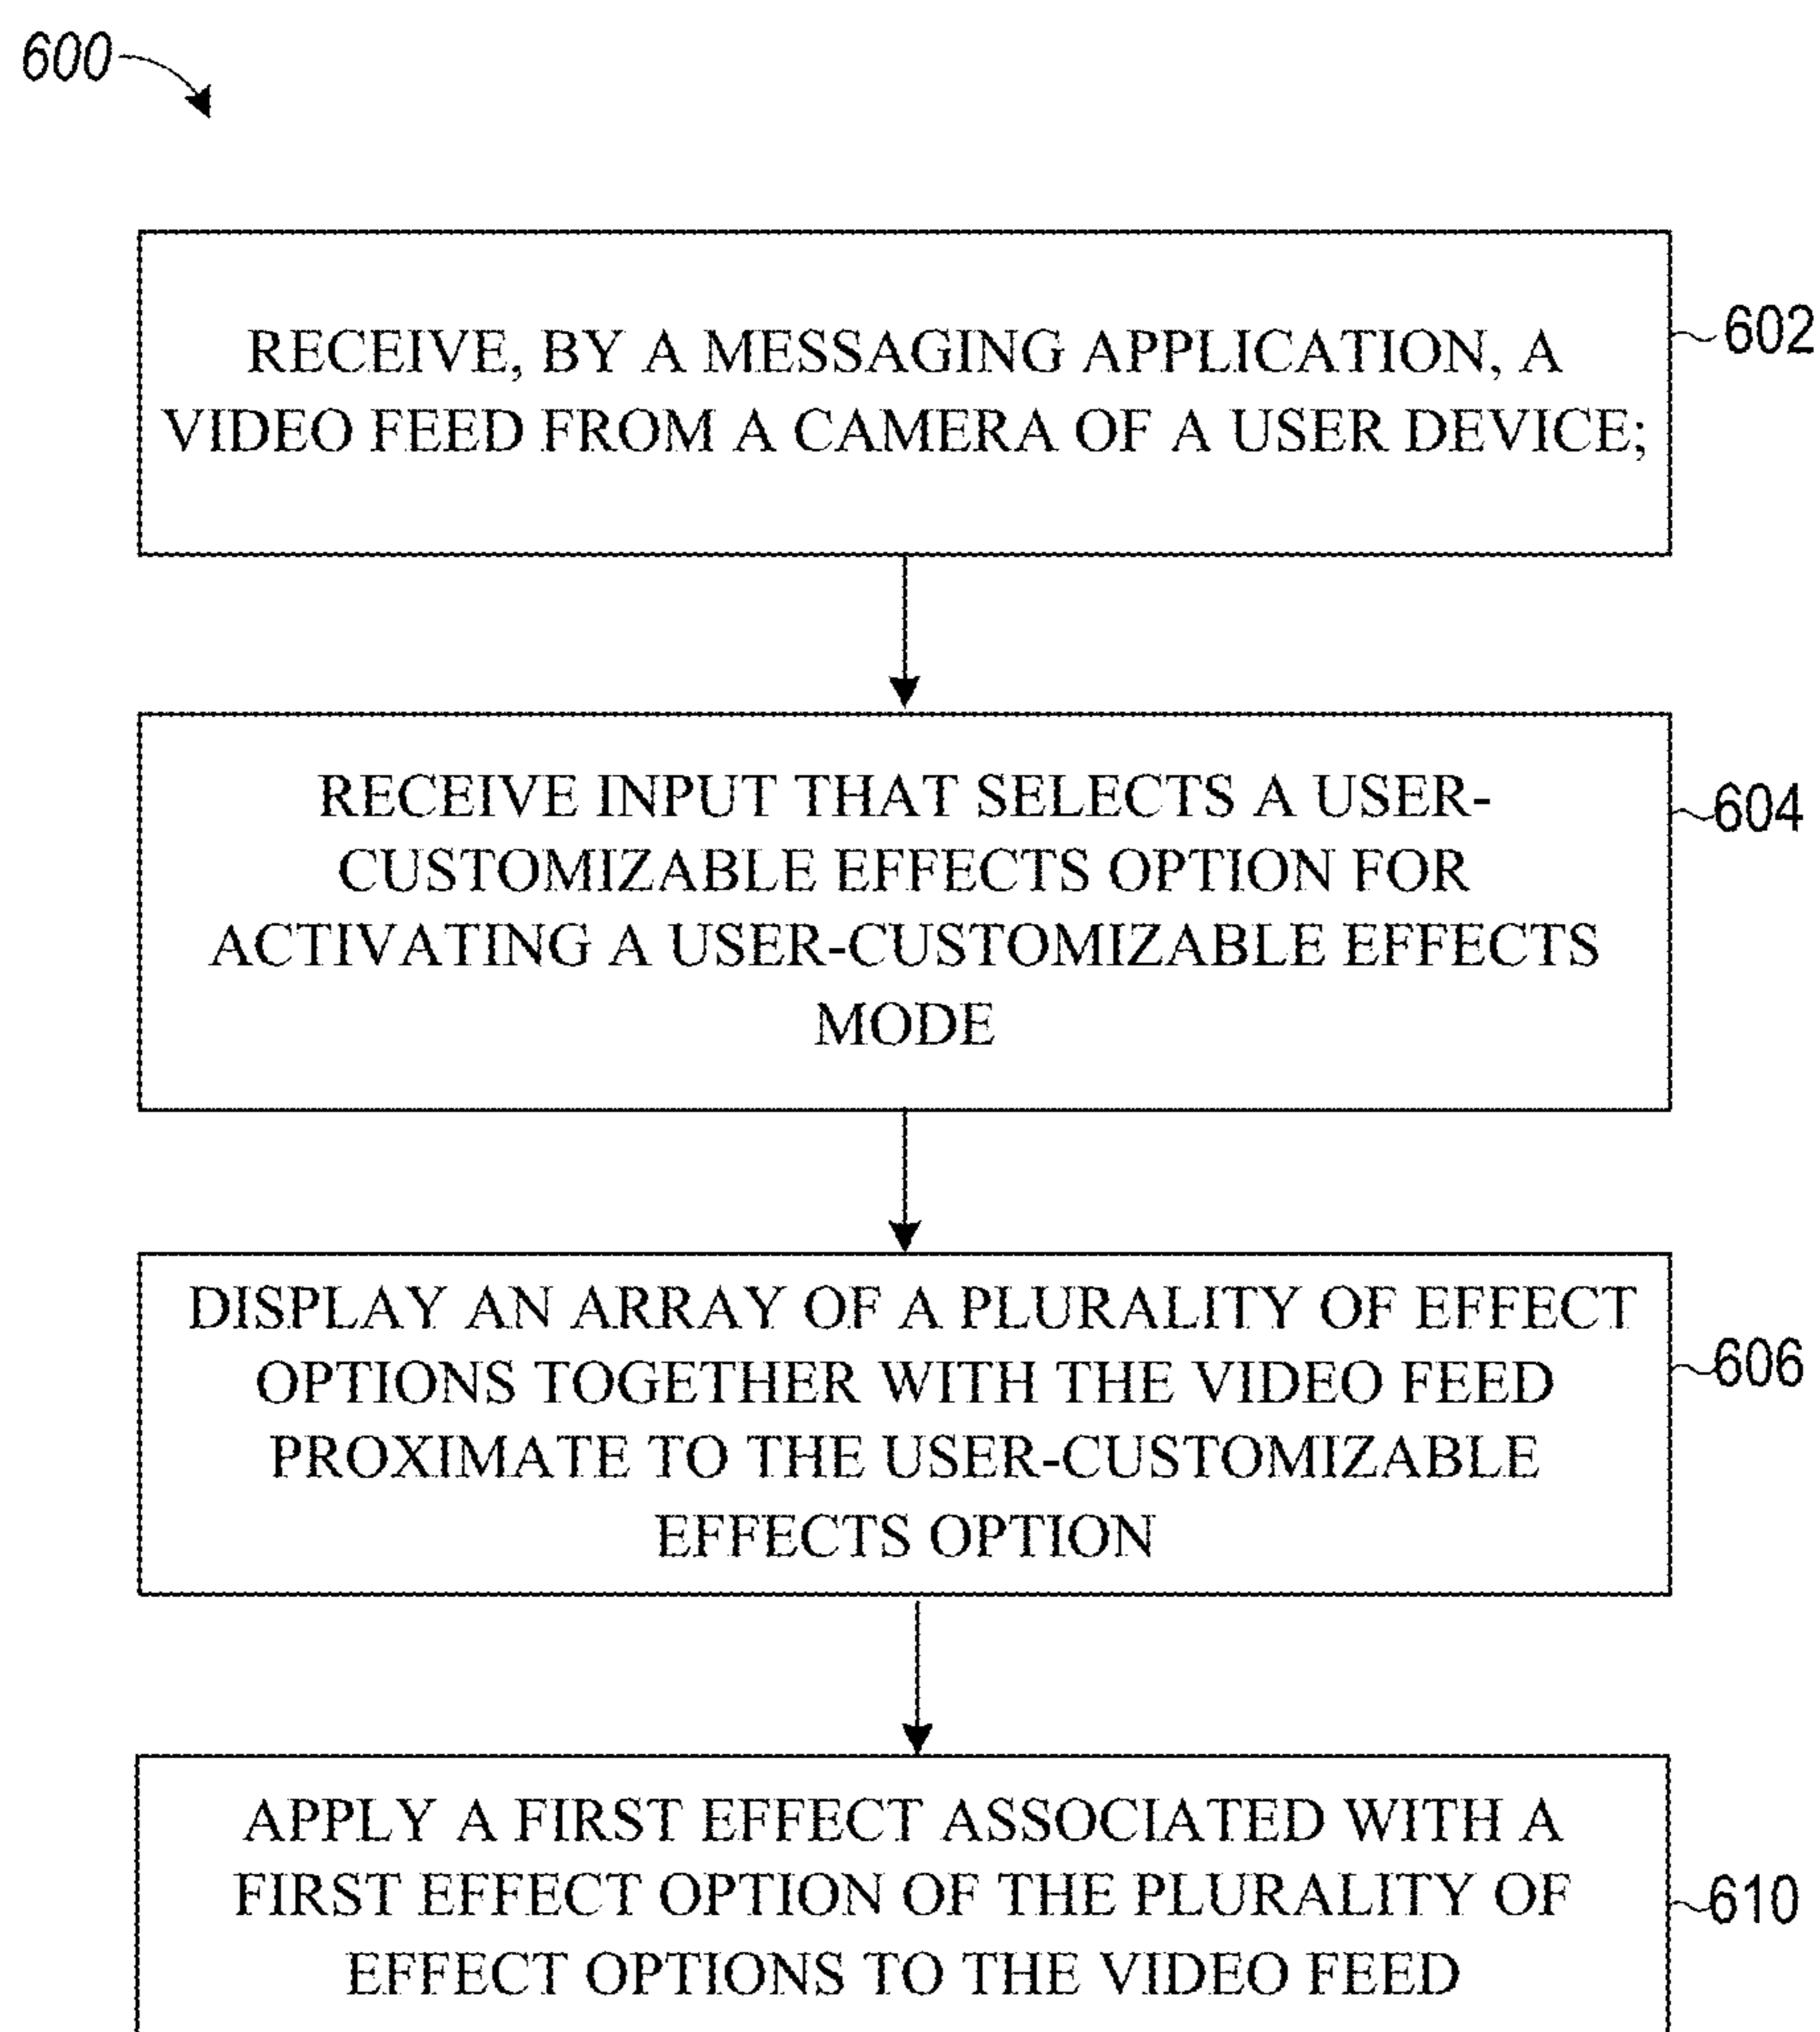 600
RECEIVE, BY A MESSAGING APPLICATION, A
VIDEO FEED FROM A CAMERA OF A USER DEVICE;
602
RECEIVE INPUT THAT SELECTS A USER-
CUSTOMIZABLE EFFECTS OPTION FOR
ACTIVATING A USER-CUSTOMIZABLE EFFECTS
MODE
604
DISPLAY AN ARRAY OF A PLURALITY OF EFFECT
OPTIONS TOGETHER WITH THE VIDEO FEED
PROXIMATE TO THE USER-CUSTOMIZABLE
EFFECTS OPTION
606
APPLY A FIRST EFFECT ASSOCIATED WITH A
FIRST EFFECT OPTION OF THE PLURALITY OF
EFFECT OPTIONS TO THE VIDEO FEED
610